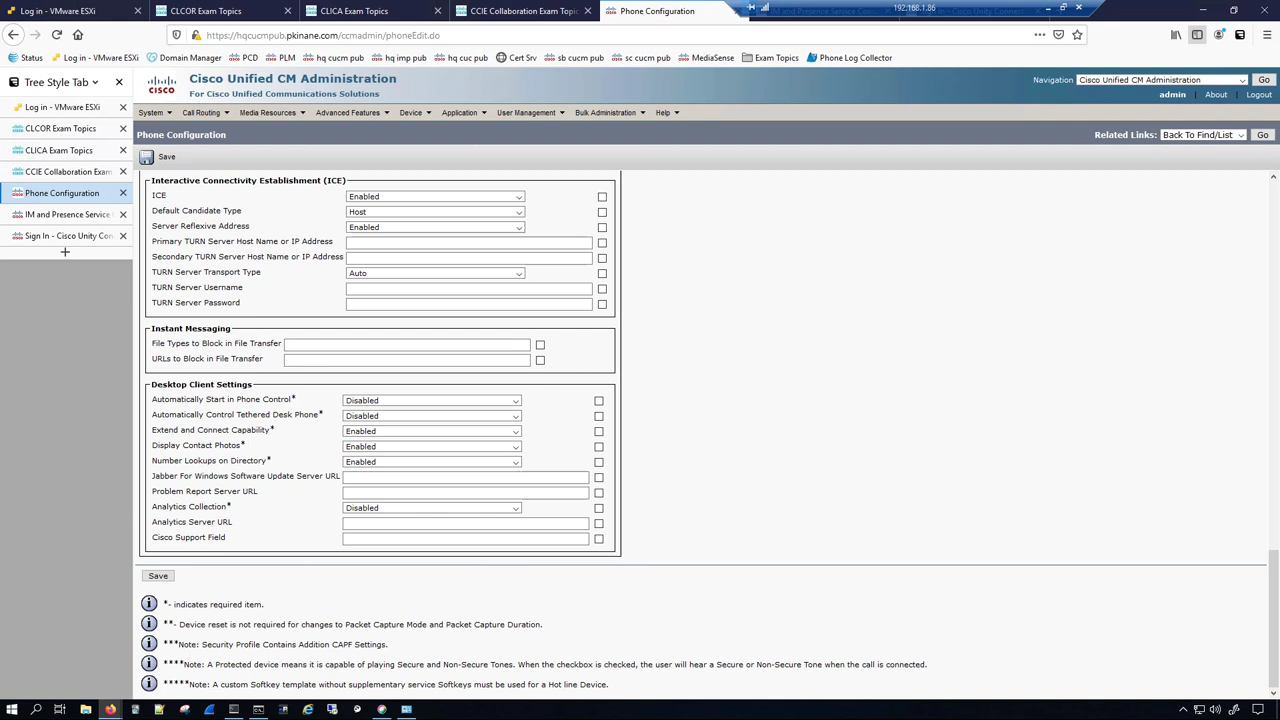 192.168.1.86
Log in - VMware ESXi
CLCOR Exam Topics
CLICA Exam Topics
CCIE Collaboration Exam Topic
Phone Configuration
IM and Presence Service Con
Sign In - Cisco Unity Connect
https://hqcucmpub.pkinane.com/ccmadmin/phoneEdit.do
Status
Log in - VMware ESXi
Domain Manager
PCD
PLM
hq cucm pub
hq imp pub
hq cuc pub
Cert Srv
sb cucm pub
sc cucm pub
MediaSense
Exam Topics
Phone Log Collector
Tree Style Tab
Log in - VMware ESXi
CLCOR Exam Topics
CLICA Exam Topics
CCIE Collaboration Exam
Phone Configuration
IM and Presence Service
Sign In - Cisco Unity Con
cisco
Cisco Unified CM Administration
For Cisco Unified Communications Solutions
Navigation Cisco Unified CM Administration Go
admin About Logout
System Call Routing Media Resources Advanced Features Device Application User Management Bulk Administration Help
Phone Configuration
Related Links: Back To Find/List Go
Save
Interactive Connectivity Establishment (ICE)
ICE Enabled
Default Candidate Type Host
Server Reflexive Address Enabled
Primary TURN Server Host Name or IP Address
Secondary TURN Server Host Name or IP Address
TURN Server Transport Type Auto
TURN Server Username
TURN Server Password
Instant Messaging
File Types to Block in File Transfer
URLs to Block in File Transfer
Desktop Client Settings
Automatically Start in Phone Control* Disabled
Automatically Control Tethered Desk Phone* Disabled
Extend and Connect Capability* Enabled
Display Contact Photos* Enabled
Number Lookups on Directory* Enabled
Jabber For Windows Software Update Server URL
Problem Report Server URL
Analytics Collection* Disabled
Analytics Server URL
Cisco Support Field
Save
*- indicates required item.
**- Device reset is not required for changes to Packet Capture Mode and Packet Capture Duration.
***Note: Security Profile Contains Addition CAPF Settings.
****Note: A Protected device means it is capable of playing Secure and Non-Secure Tones. When the checkbox is checked, the user will hear a Secure or Non-Secure Tone when the call is connected.
*****Note: A custom Softkey template without supplementary service Softkeys must be used for a Hot line Device.